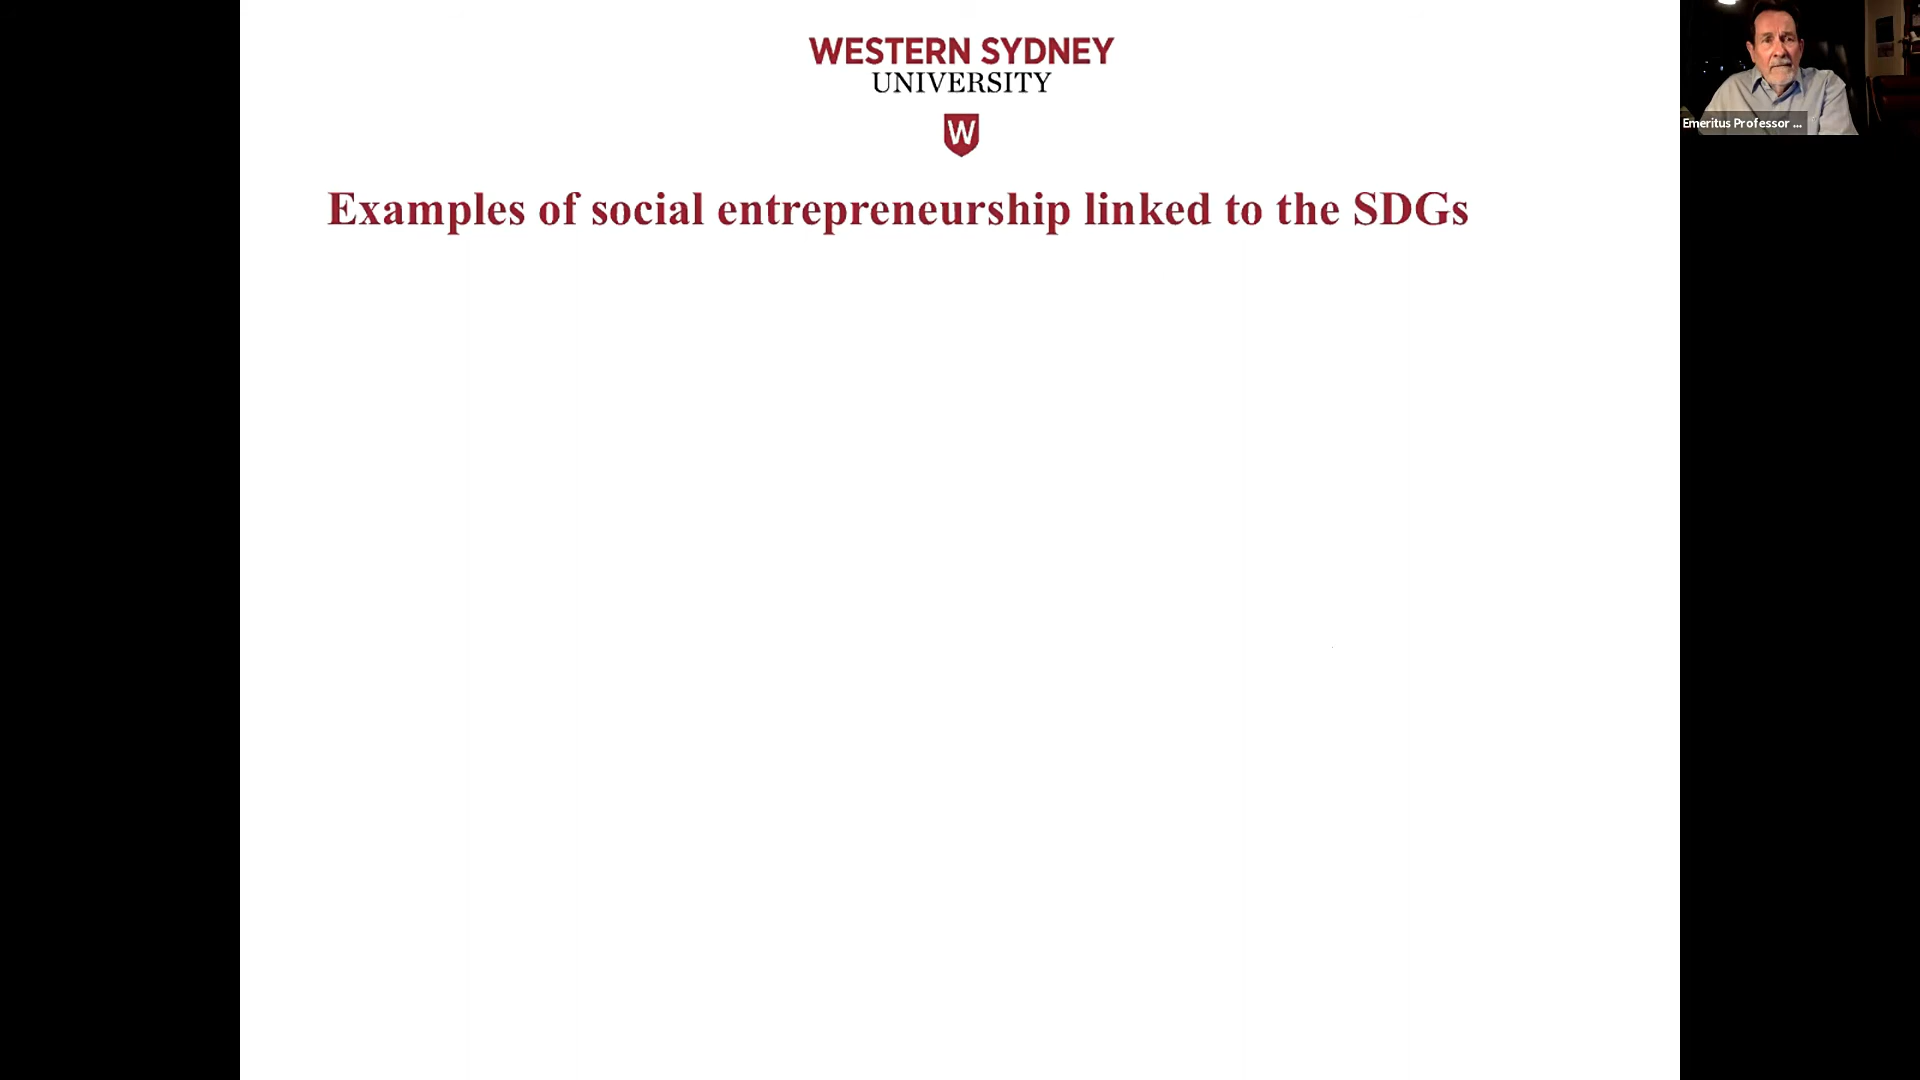 WESTERN SYDNEY
UNIVERSITY
W
Emeritus Professor ...
Examples of social entrepreneurship linked to the SDGs